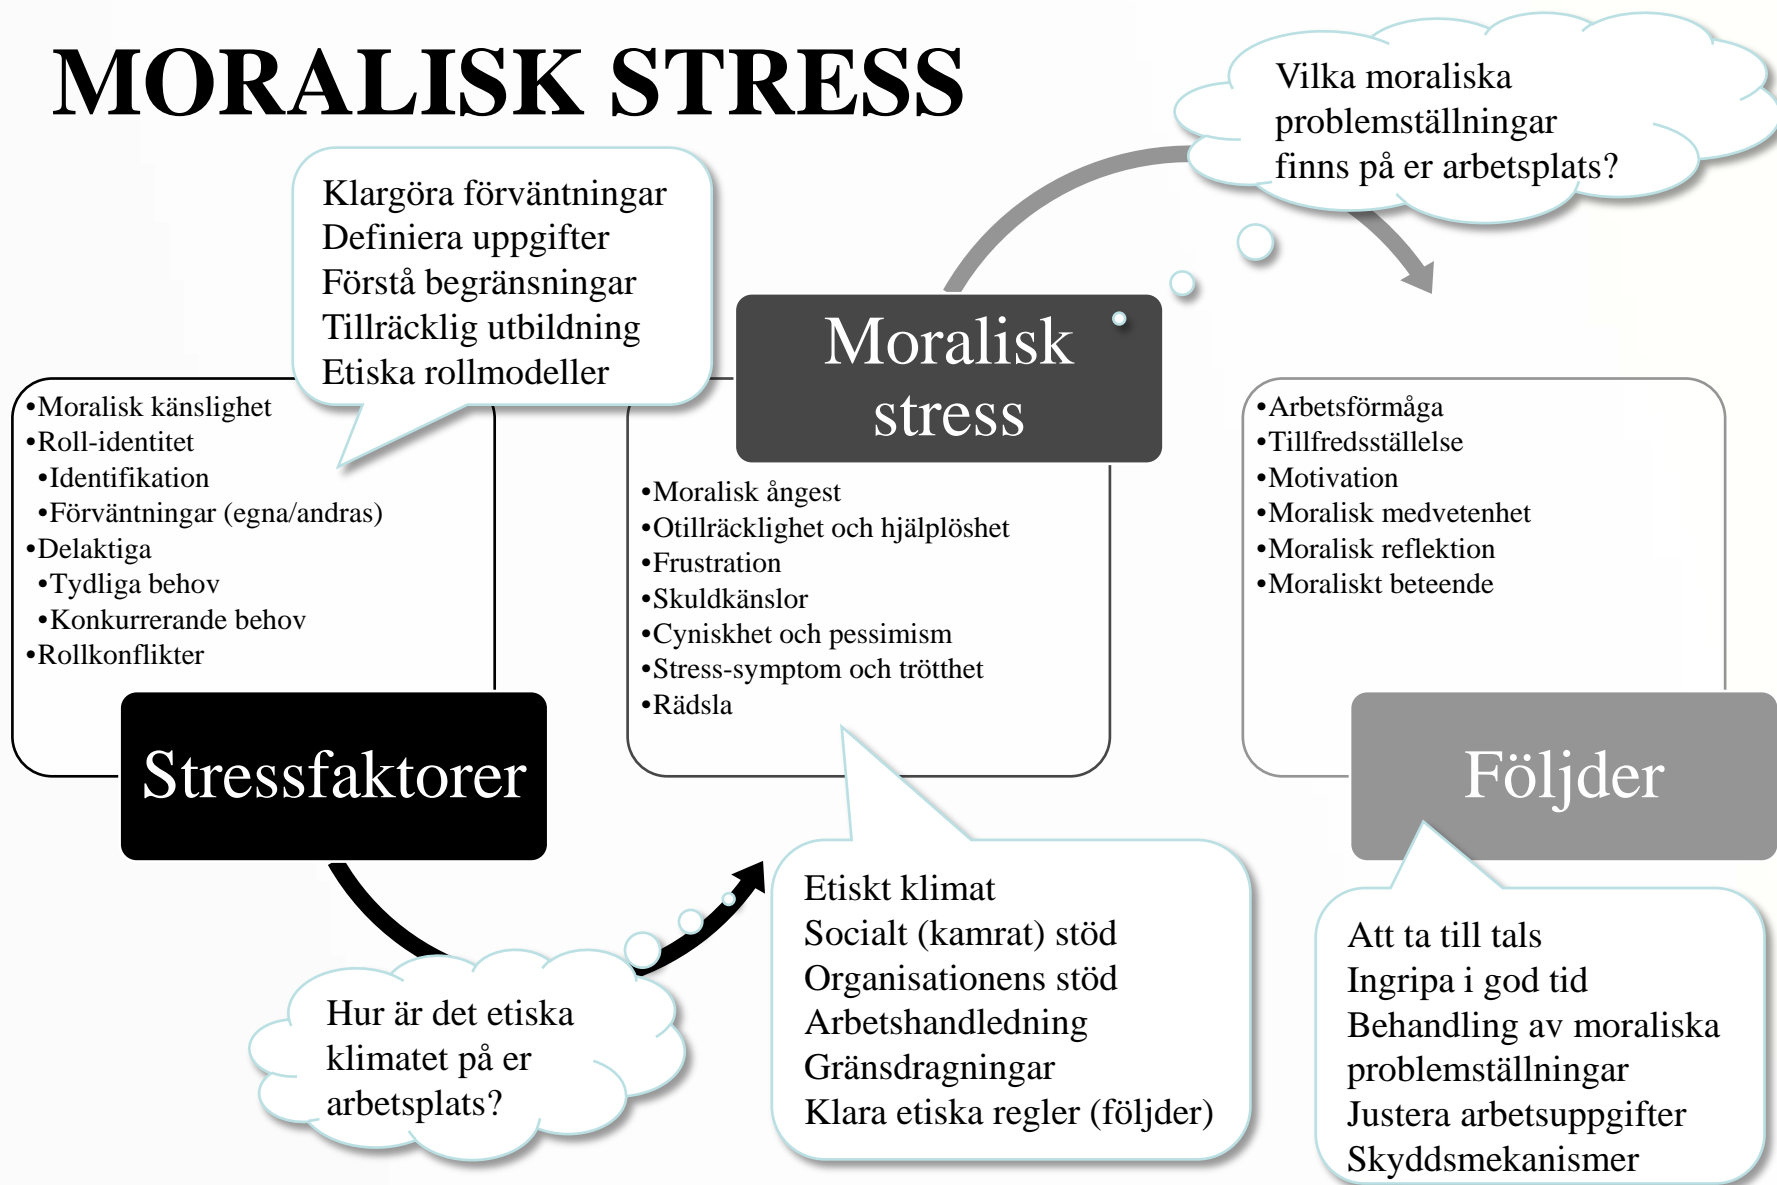 MORALISK STRESS
Vilka moraliska
problemställningar
finns på er arbetsplats?
Klargöra förväntningar
Definiera uppgifter
Förstå begränsningar
Tillräcklig utbildning
Etiska rollmodeller
•Moralisk känslighet
•Roll-identitet
•Identifikation
•Förväntningar (egna/andras)
•Delaktiga
•Tydliga behov
•Konkurrerande behov
•Rollkonflikter
Stressfaktorer
Hur är det etiska
klimatet på er
arbetsplats?
Moralisk
stress
•Moralisk ångest
•Otillräcklighet och hjälplöshet
•Frustration
•Skuldkänslor
•Cyniskhet och pessimism
•Stress-symptom och trötthet
•Rädsla
Etiskt klimat
Socialt (kamrat) stöd
Organisationens stöd
Arbetshandledning
Gränsdragningar
Klara etiska regler (följder)
•Arbetsförmåga
•Tillfredsställelse
•Motivation
•Moralisk medvetenhet
•Moralisk reflektion
•Moraliskt beteende
Följder
Att ta till tals
Ingripa i god tid
Behandling av moraliska
problemställningar
Justera arbetsuppgifter
Skyddsmekanismer